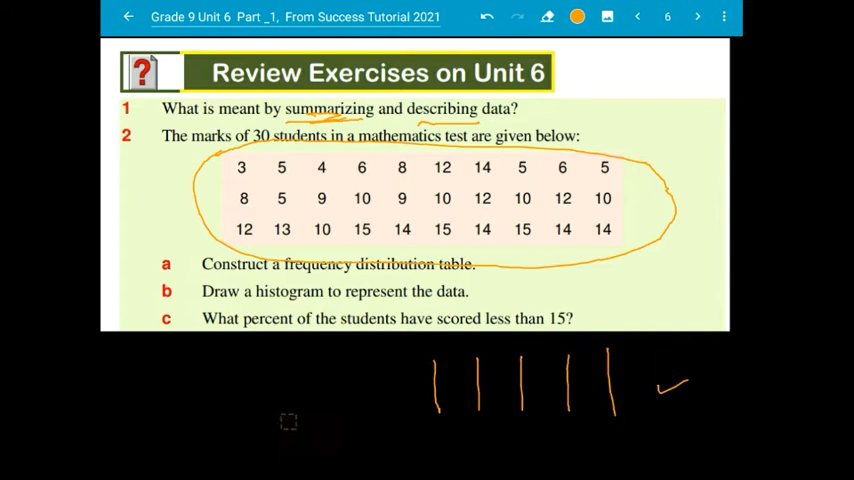 Grade 9 Unit 6 Part _1, From Success Tutorial 2021
6
? Review Exercises on Unit 6
1 What is meant by summarizing and describing data?
2 The marks of 30 students in a mathematics test are given below:
3 5 4 6 8 12 14 5 6 5
8 5 9 10 9 10 12 10 12 10
12 13 10 15 14 15 14 15 14 14
a Construct a frequency distribution table.
b Draw a histogram to represent the data.
c What percent of the students have scored less than 15?